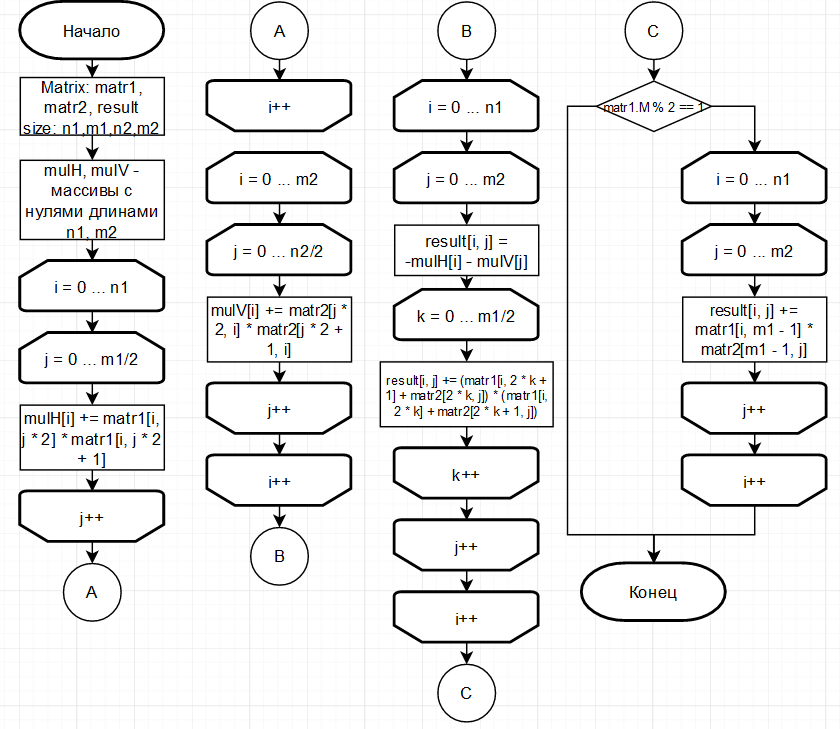 Начало
Matrix: matr1,
matr2, result
size: n1,m1,n2,m2
mulH, mulV -
массивы с
нулями длинами
n1, m2
i = 0 ... n1
j = 0 ... m1/2
mulH[i] += matr1[i,
j * 2] * matr1[i, j * 2
+ 1]
j++
A
A
i++
i = 0 ... m2
j = 0 ... n2/2
mulV[i] += matr2[j *
2, i] * matr2[j * 2 +
1, i]
j++
i++
B
B
i = 0 ... n1
j = 0 ... m2
result[i, j] =
-mulH[i] - mulV[j]
k = 0 ... m1/2
result[i, j] += (matr1[i, 2 * k +
1] + matr2[2 * k, j]) * (matr1[i,
2 * k] + matr2[2 * k + 1, j])
k++
j++
i++
C
C
matr1.M % 2 == 1
i = 0 ... n1
j = 0 ... m2
result[i, j] +=
matr1[i, m1 - 1] *
matr2[m1 - 1, j]
j++
i++
Конец